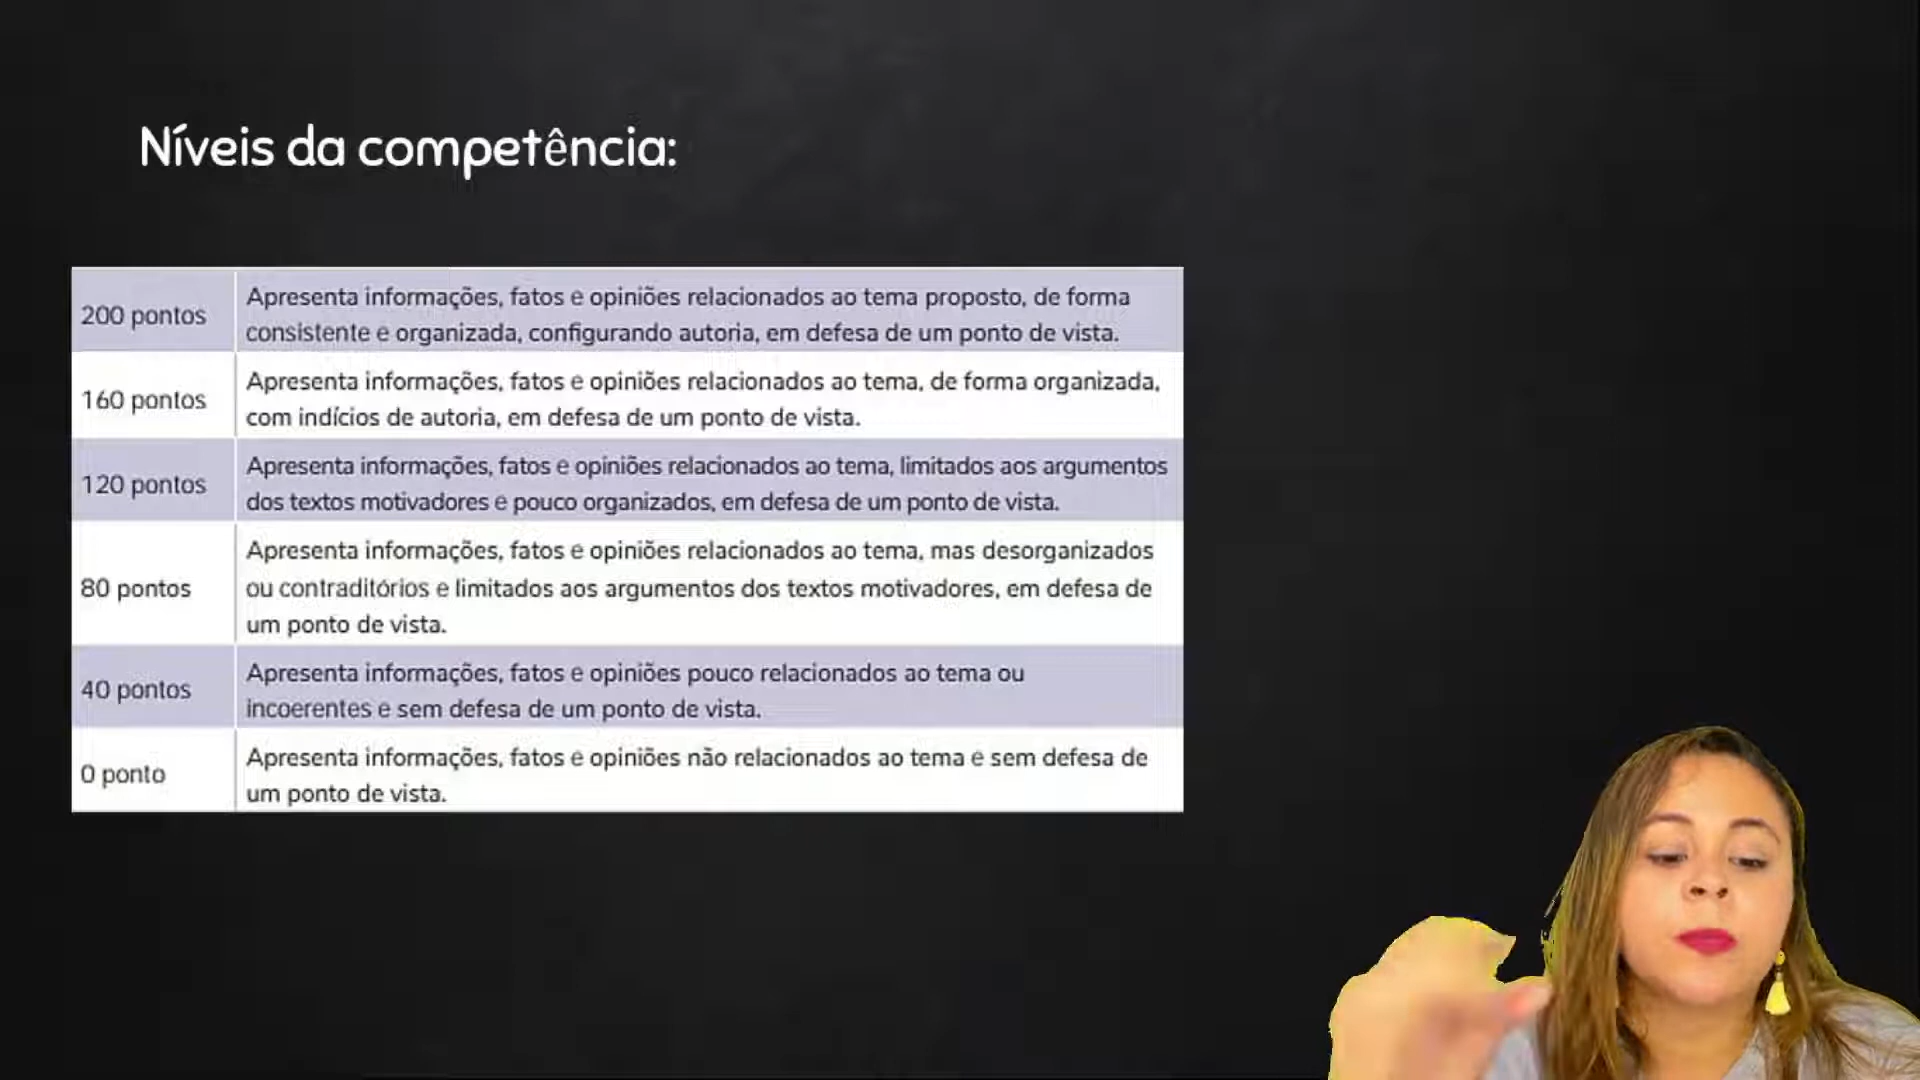 Níveis da competência:
200 pontos
Apresenta informações, fatos e opiniões relacionados ao tema proposto, de forma
consistente e organizada, configurando autoria, em defesa de um ponto de vista.
160 pontos
Apresenta informações, fatos e opiniões relacionados ao tema, de forma organizada,
com indícios de autoria, em defesa de um ponto de vista.
120 pontos
Apresenta informações, fatos e opiniões relacionados ao tema, limitados aos argumentos
dos textos motivadores e pouco organizados, em defesa de um ponto de vista.
80 pontos
Apresenta informações, fatos e opiniões relacionados ao tema, mas desorganizados
ou contraditórios e limitados aos argumentos dos textos motivadores, em defesa de
um ponto de vista.
40 pontos
Apresenta informações, fatos e opiniões pouco relacionados ao tema ou
incoerentes e sem defesa de um ponto de vista.
0 ponto
Apresenta informações, fatos e opiniões não relacionados ao tema e sem defesa de
um ponto de vista.